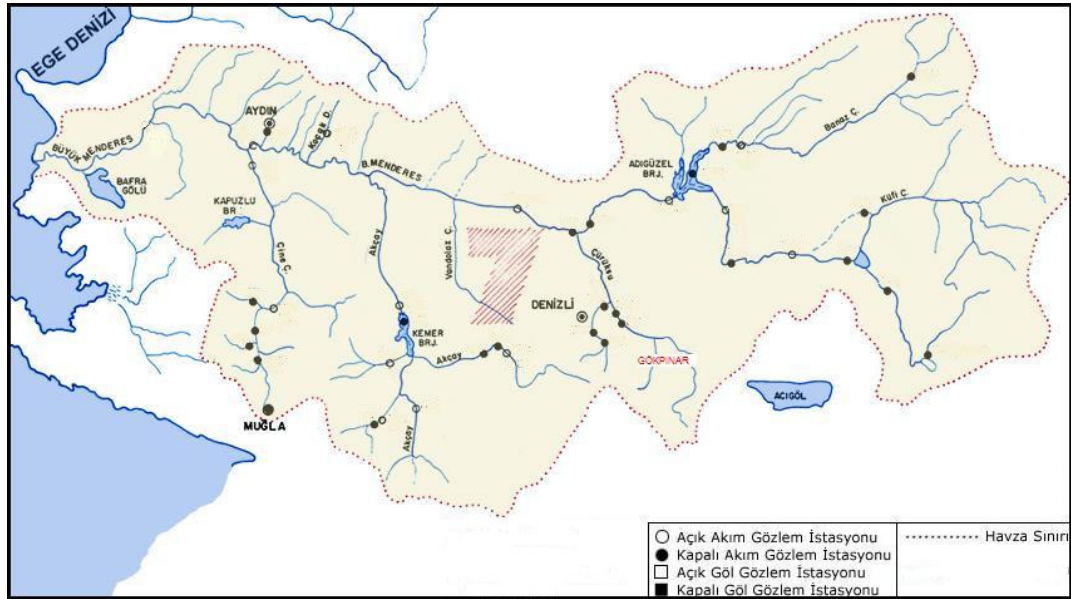 EGE DENİZİ
BÜYÜK MENDERES
BAFRA
GÖLÜ
AYDIN
Koçak D.
B.MENDERES
KAPUZLU
BR.
Çine Ç.
Akçay
Vandalaz Ç.
KEMER
BRJ.
Akçay
Akçay
MUĞLA
DENİZLİ
Çürüksu
GÖKPINAR
ADIGÜZEL
BRJ.
Banaz Ç.
Küfi Ç.
ACIGÖL
Açık Akım Gözlem İstasyonu
Kapalı Akım Gözlem İstasyonu
Açık Göl Gözlem İstasyonu
Kapalı Göl Gözlem İstasyonu
Havza Sınırı